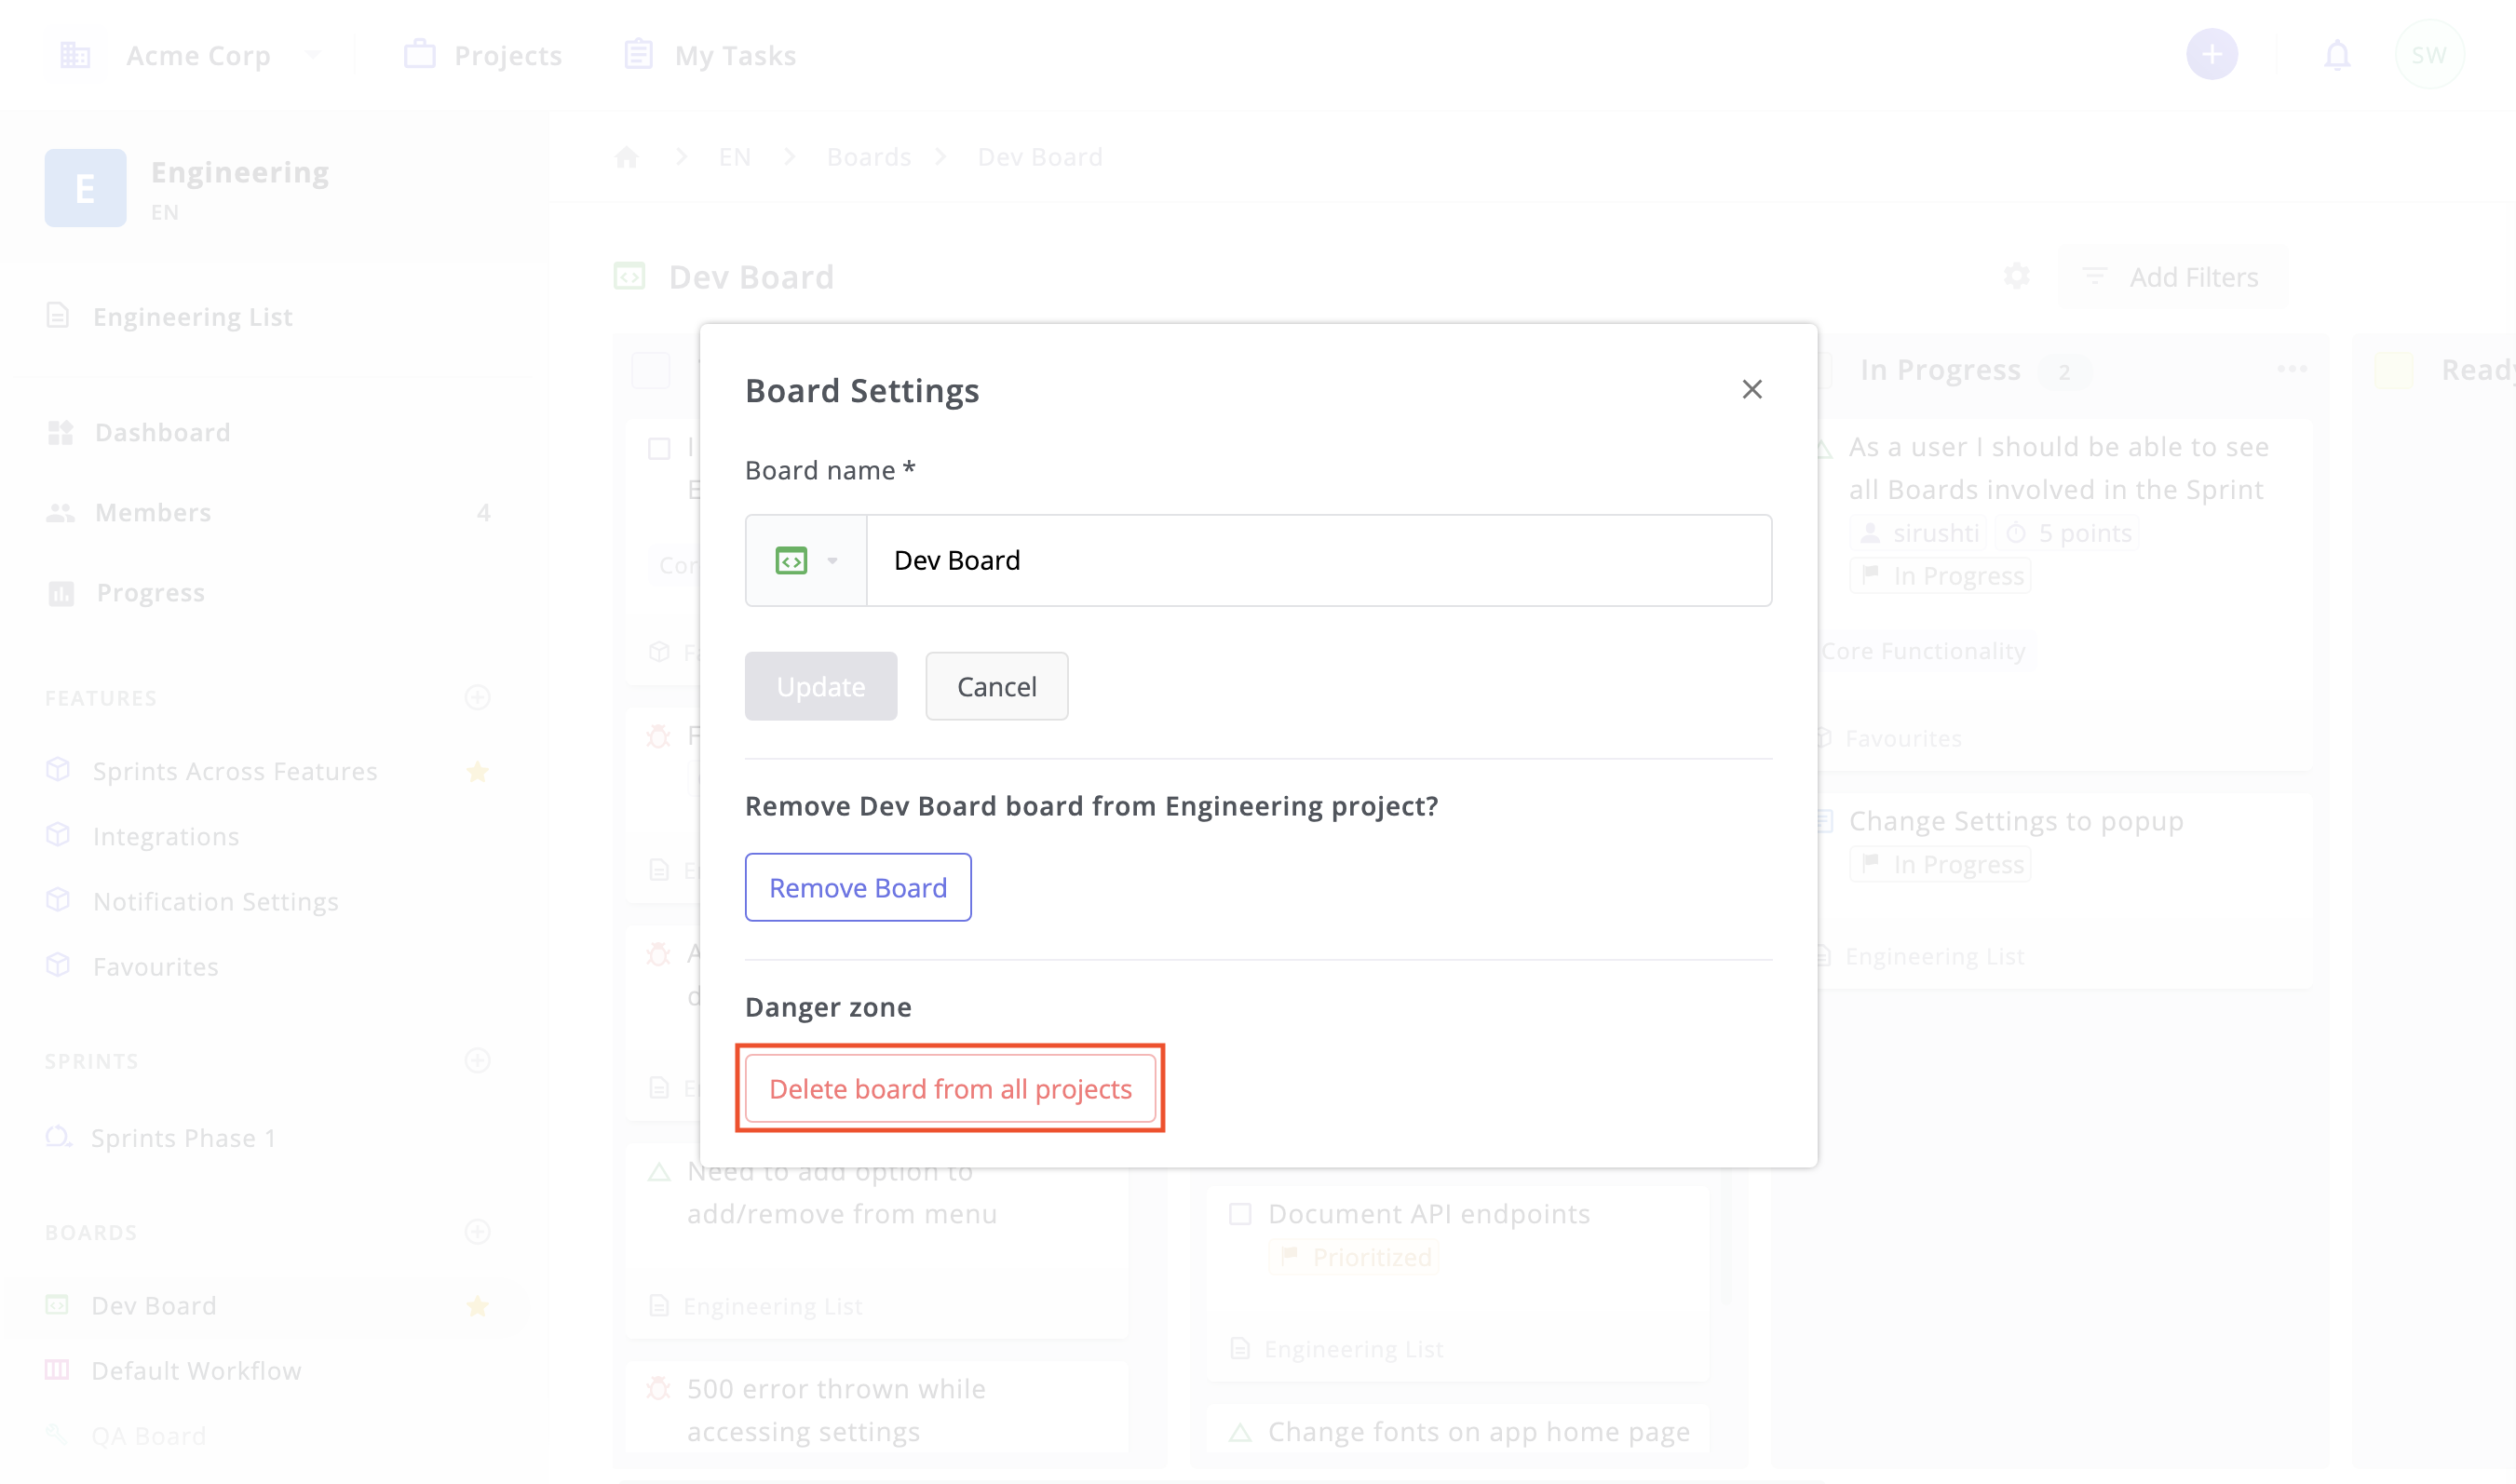 Acme Corp
Projects
My Tasks
SW
E
Engineering
EN
Engineering List
Dashboard
Members
4
Progress
FEATURES
Sprints Across Features
Integrations
Notification Settings
Favourites
SPRINTS
Sprints Phase 1
BOARDS
Dev Board
Default Workflow
QA Board
EN
Boards
Dev Board
Dev Board
Add Filters
Board Settings
Board name *
Dev Board
Update
Cancel
Remove Dev Board board from Engineering project?
Remove Board
Danger zone
Delete board from all projects
Need to add option to
add/remove from menu
Engineering List
500 error thrown while
accessing settings
Document API endpoints
Prioritized
Engineering List
Change fonts on app home page
In Progress
2
As a user I should be able to see
all Boards involved in the Sprint
sirushti
5 points
In Progress
Core Functionality
Favourites
Change Settings to popup
In Progress
Engineering List